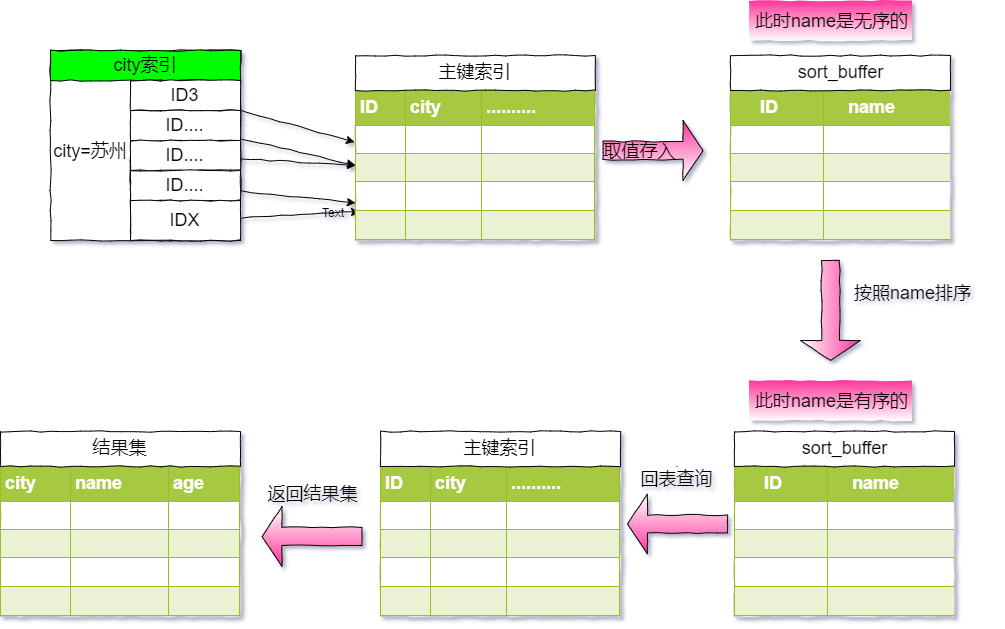 此时name是无序的
city索引
city=苏州
ID3
ID....
ID....
ID....
IDX
Text
主键索引
ID city ..........
取值存入
sort_buffer
ID name
按照name排序
此时name是有序的
sort_buffer
ID name
回表查询
主键索引
ID city ..........
返回结果集
结果集
city name age